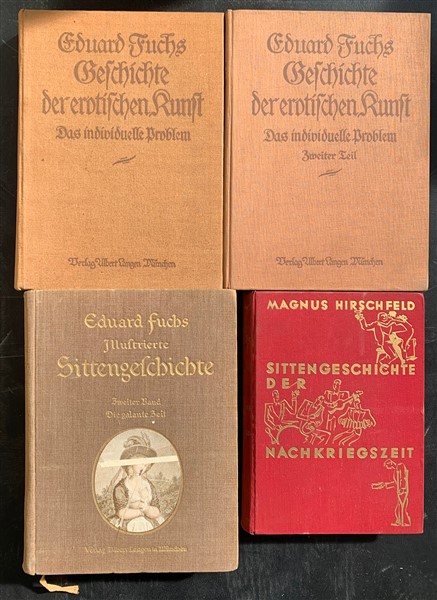 Eduard Fuchs
Geschichte
der erotischen Kunst
Das individuelle Problem
Verlag Albert Langen München
Eduard Fuchs
Geschichte
der erotischen Kunst
Das individuelle Problem
Zweiter Teil
Verlag Albert Langen München
Eduard Fuchs
Illustrierte
Sittengeschichte
Zweiter Band
Die galante Zeit
Verlag Albert Langen München
MAGNUS HIRSCHFELD
SITTENGESCHICHTE
DER
NACHKRIEGSZEIT